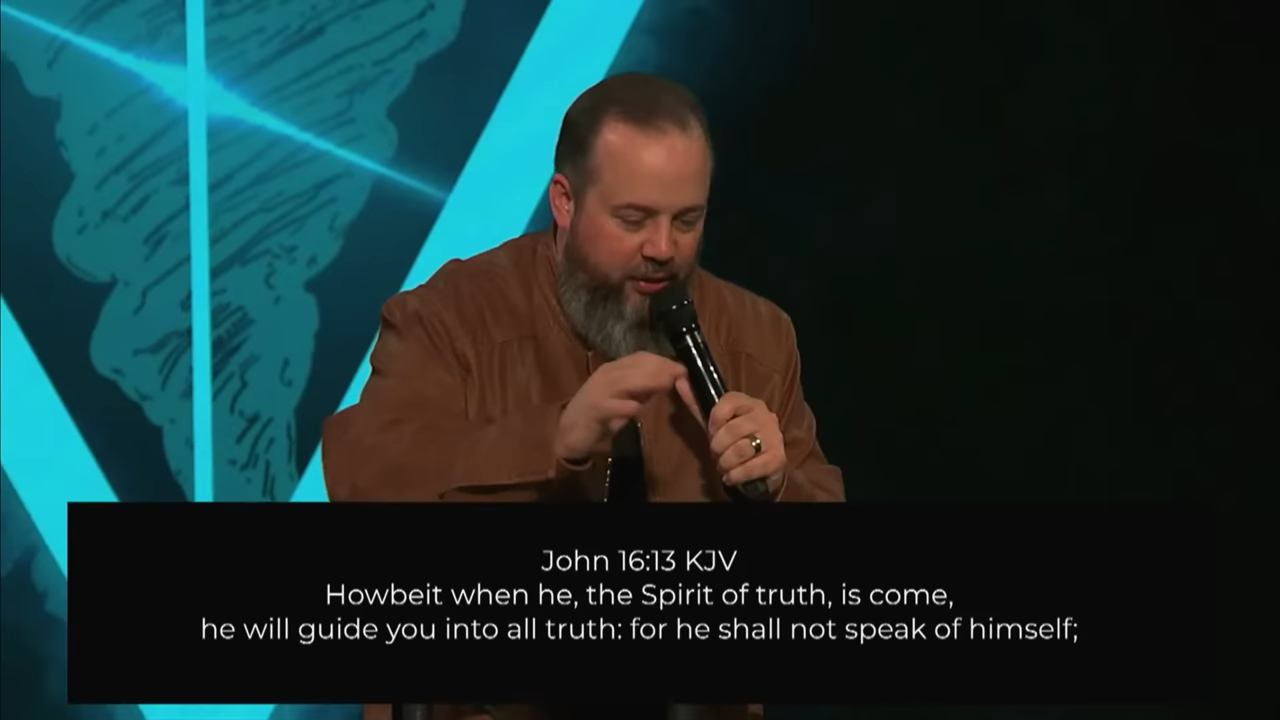 John 16:13 KJV
Howbeit when he, the Spirit of truth, is come,
he will guide you into all truth: for he shall not speak of himself;